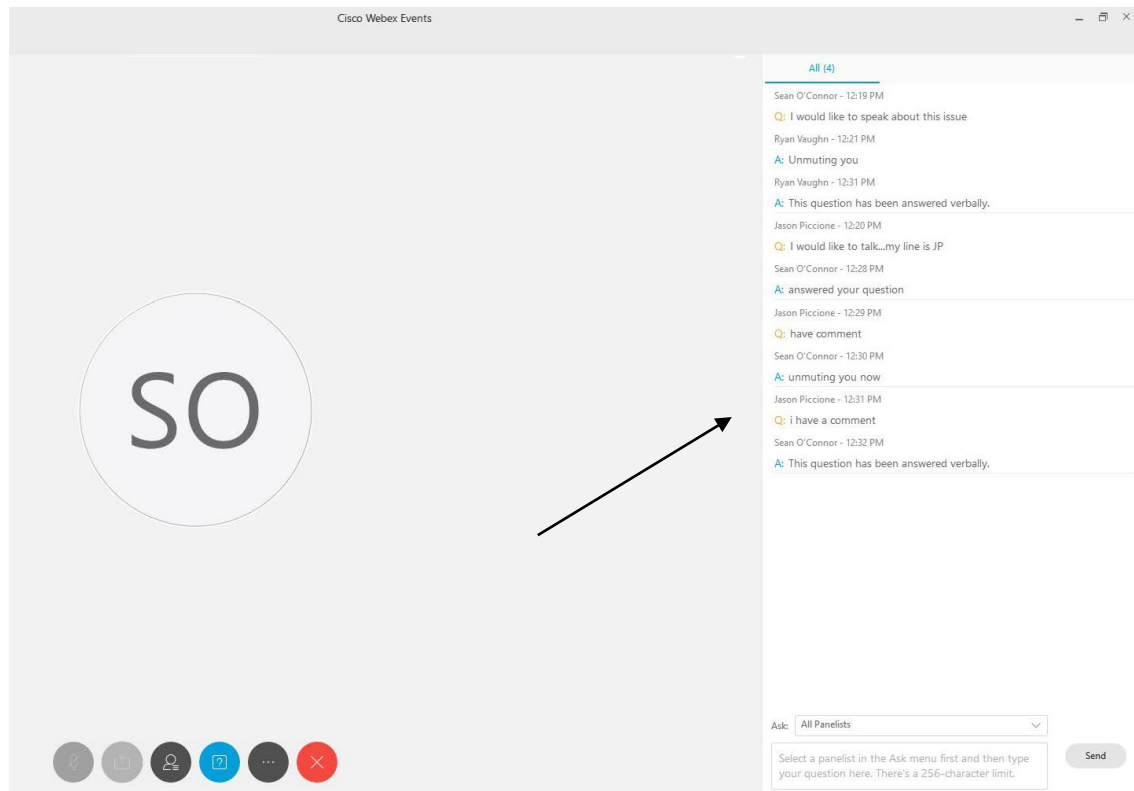 Cisco Webex Events
All (4)
Sean O'Connor - 12:19 PM
Q: I would like to speak about this issue
Ryan Vaughn - 12:21 PM
A: Unmuting you
Ryan Vaughn - 12:31 PM
A: This question has been answered verbally.
Jason Piccione - 12:20 PM
Q: I would like to talk...my line is JP
Sean O'Connor - 12:28 PM
A: answered your question
Jason Piccione - 12:29 PM
Q: have comment
Sean O'Connor - 12:30 PM
A: unmuting you now
Jason Piccione - 12:31 PM
Q: i have a comment
Sean O'Connor - 12:32 PM
A: This question has been answered verbally.
SO
Ask: All Panelists
Select a panelist in the Ask menu first and then type
your question here. There's a 256-character limit.
Send